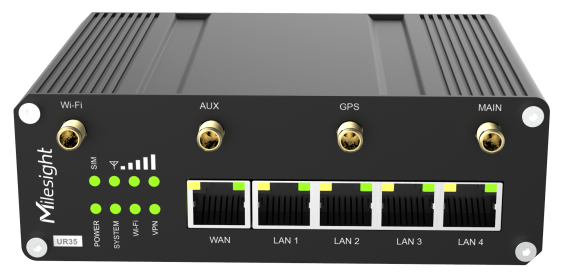 Wi-Fi
AUX
GPS
MAIN
Milesight
SIM
POWER
SYSTEM
Wi-Fi
VPN
UR35
WAN
LAN 1
LAN 2
LAN 3
LAN 4